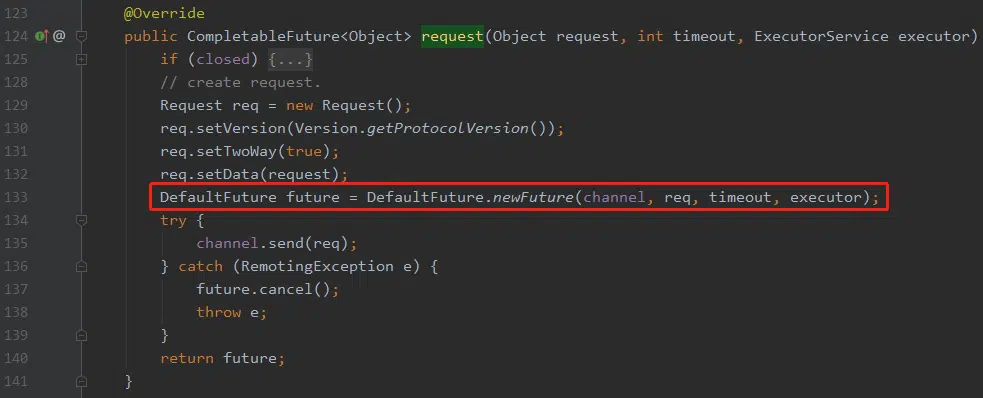 123 @Override
124 @ public CompletableFuture<Object> request(Object request, int timeout, ExecutorService executor)
125 if (closed) {...}
128 // create request.
129 Request req = new Request();
130 req.setVersion(Version.getProtocolVersion());
131 req.setTwoWay(true);
132 req.setData(request);
133 DefaultFuture future = DefaultFuture.newFuture(channel, req, timeout, executor);
134 try {
135 channel.send(req);
136 } catch (RemotingException e) {
137 future.cancel();
138 throw e;
139 }
140 return future;
141 }